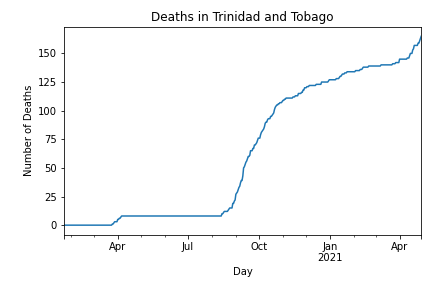 Deaths in Trinidad and Tobago
Number of Deaths
150
125
100
75
50
25
0
Apr
Jul
Oct
Jan
2021
Apr
Day